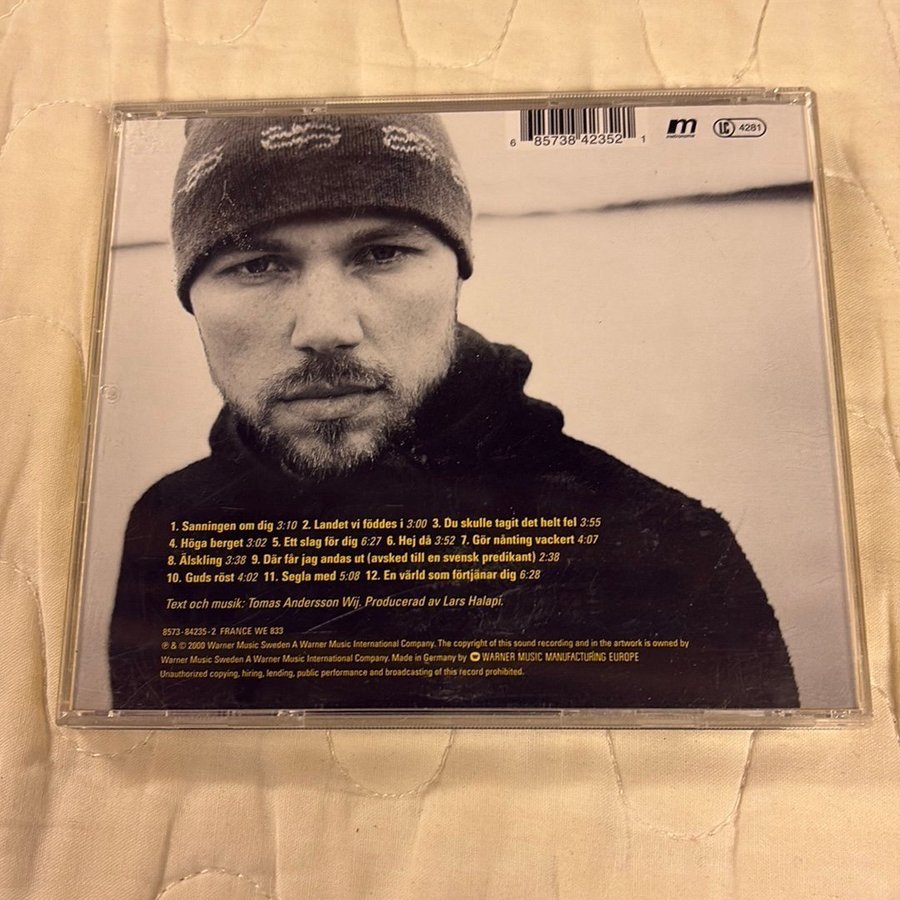 6 85738 42352 1
m
metronome
LC 4281
1. Sanningen om dig 3:10 2. Landet vi föddes i 3:00 3. Du skulle tagit det helt fel 3:55
4. Höga berget 3:02 5. Ett slag för dig 6:27 6. Hej då 3:52 7. Gör nånting vackert 4:07
8. Älskling 3:38 9. Där får jag andas ut (avsked till en svensk predikant) 2:38
10. Guds röst 4:02 11. Segla med 5:08 12. En värld som förtjänar dig 6:28
Text och musik: Tomas Andersson Wij. Producerad av Lars Halapi.
8573-84235-2 FRANCE WE 833
℗ & © 2000 Warner Music Sweden A Warner Music International Company. The copyright of this sound recording and in the artwork is owned by
Warner Music Sweden A Warner Music International Company. Made in Germany by WARNER MUSIC MANUFACTURING EUROPE
Unauthorized copying, hiring, lending, public performance and broadcasting of this record prohibited.